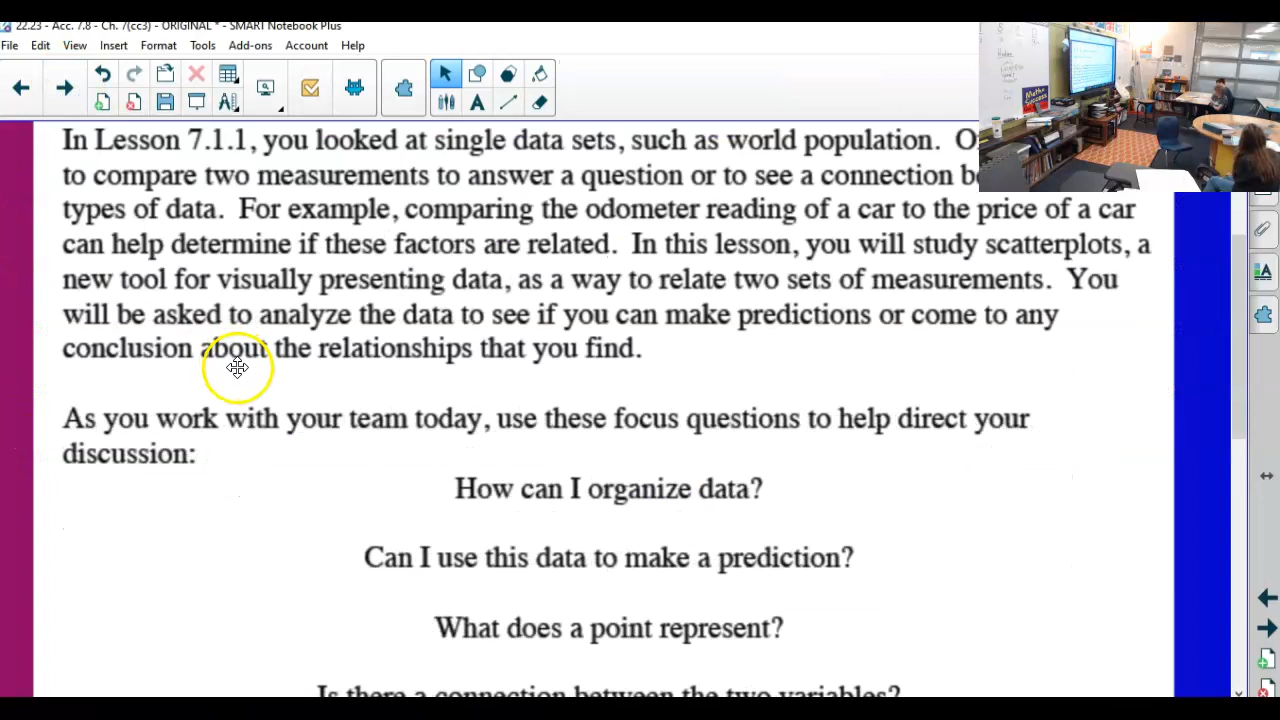 22.23 - Acc. 7.8 - Ch. 7(cc3) - ORIGINAL * - SMART Notebook Plus
File Edit View Insert Format Tools Add-ons Account Help
In Lesson 7.1.1, you looked at single data sets, such as world population.
to compare two measurements to answer a question or to see a connection
types of data. For example, comparing the odometer reading of a car to the price of a car
can help determine if these factors are related. In this lesson, you will study scatterplots, a
new tool for visually presenting data, as a way to relate two sets of measurements. You
will be asked to analyze the data to see if you can make predictions or come to any
conclusion about the relationships that you find.
As you work with your team today, use these focus questions to help direct your
discussion:
How can I organize data?
Can I use this data to make a prediction?
What does a point represent?
Is there a connection between the two variables?